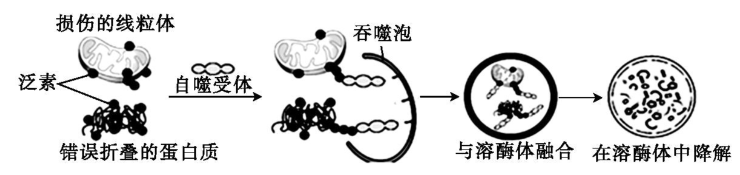 损伤的线粒体
泛素
错误折叠的蛋白质
自噬受体
吞噬泡
与溶酶体融合
在溶酶体中降解